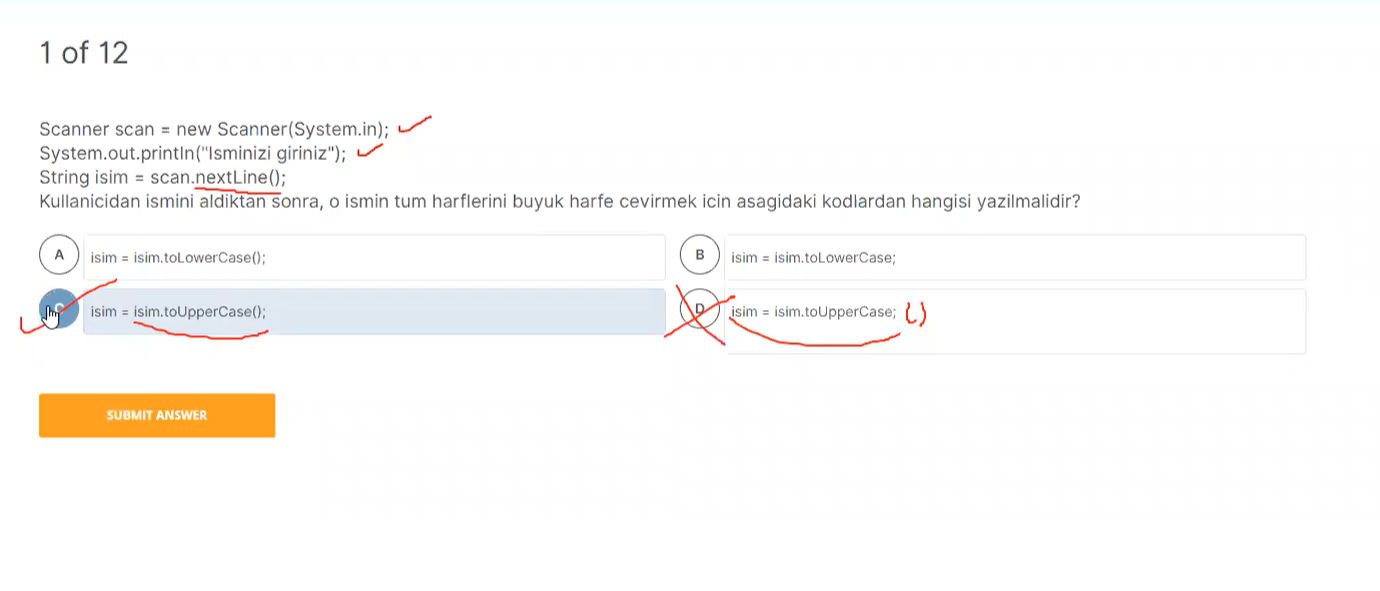 1 of 12
Scanner scan = new Scanner(System.in);
System.out.println("Isminizi giriniz");
String isim = scan.nextLine();
Kullanicidan ismini aldiktan sonra, o ismin tum harflerini buyuk harfe cevirmek icin asagidaki kodlardan hangisi yazilmalidir?
A isim = isim.toLowerCase();
B isim = isim.toLowerCase;
isim = isim.toUpperCase();
D isim = isim.toUpperCase; ()
SUBMIT ANSWER